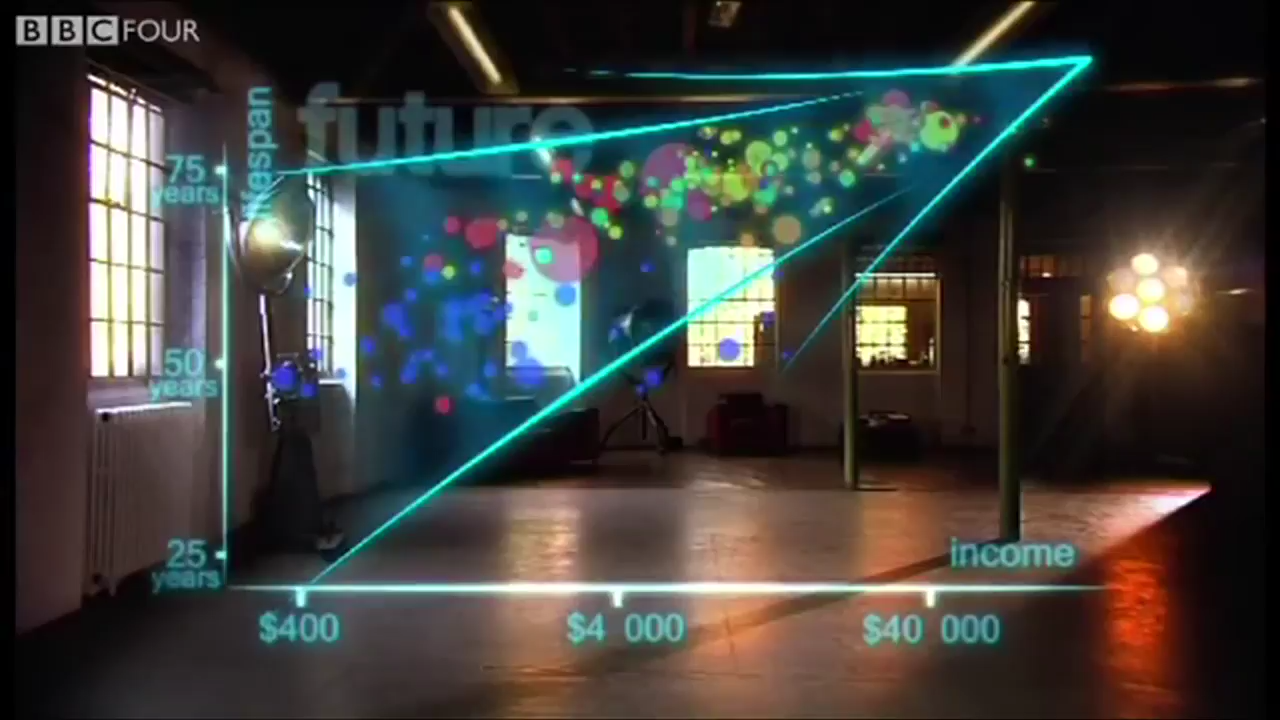 BBC FOUR
future
lifespan
75
years
50
years
25
years
income
$400
$4 000
$40 000